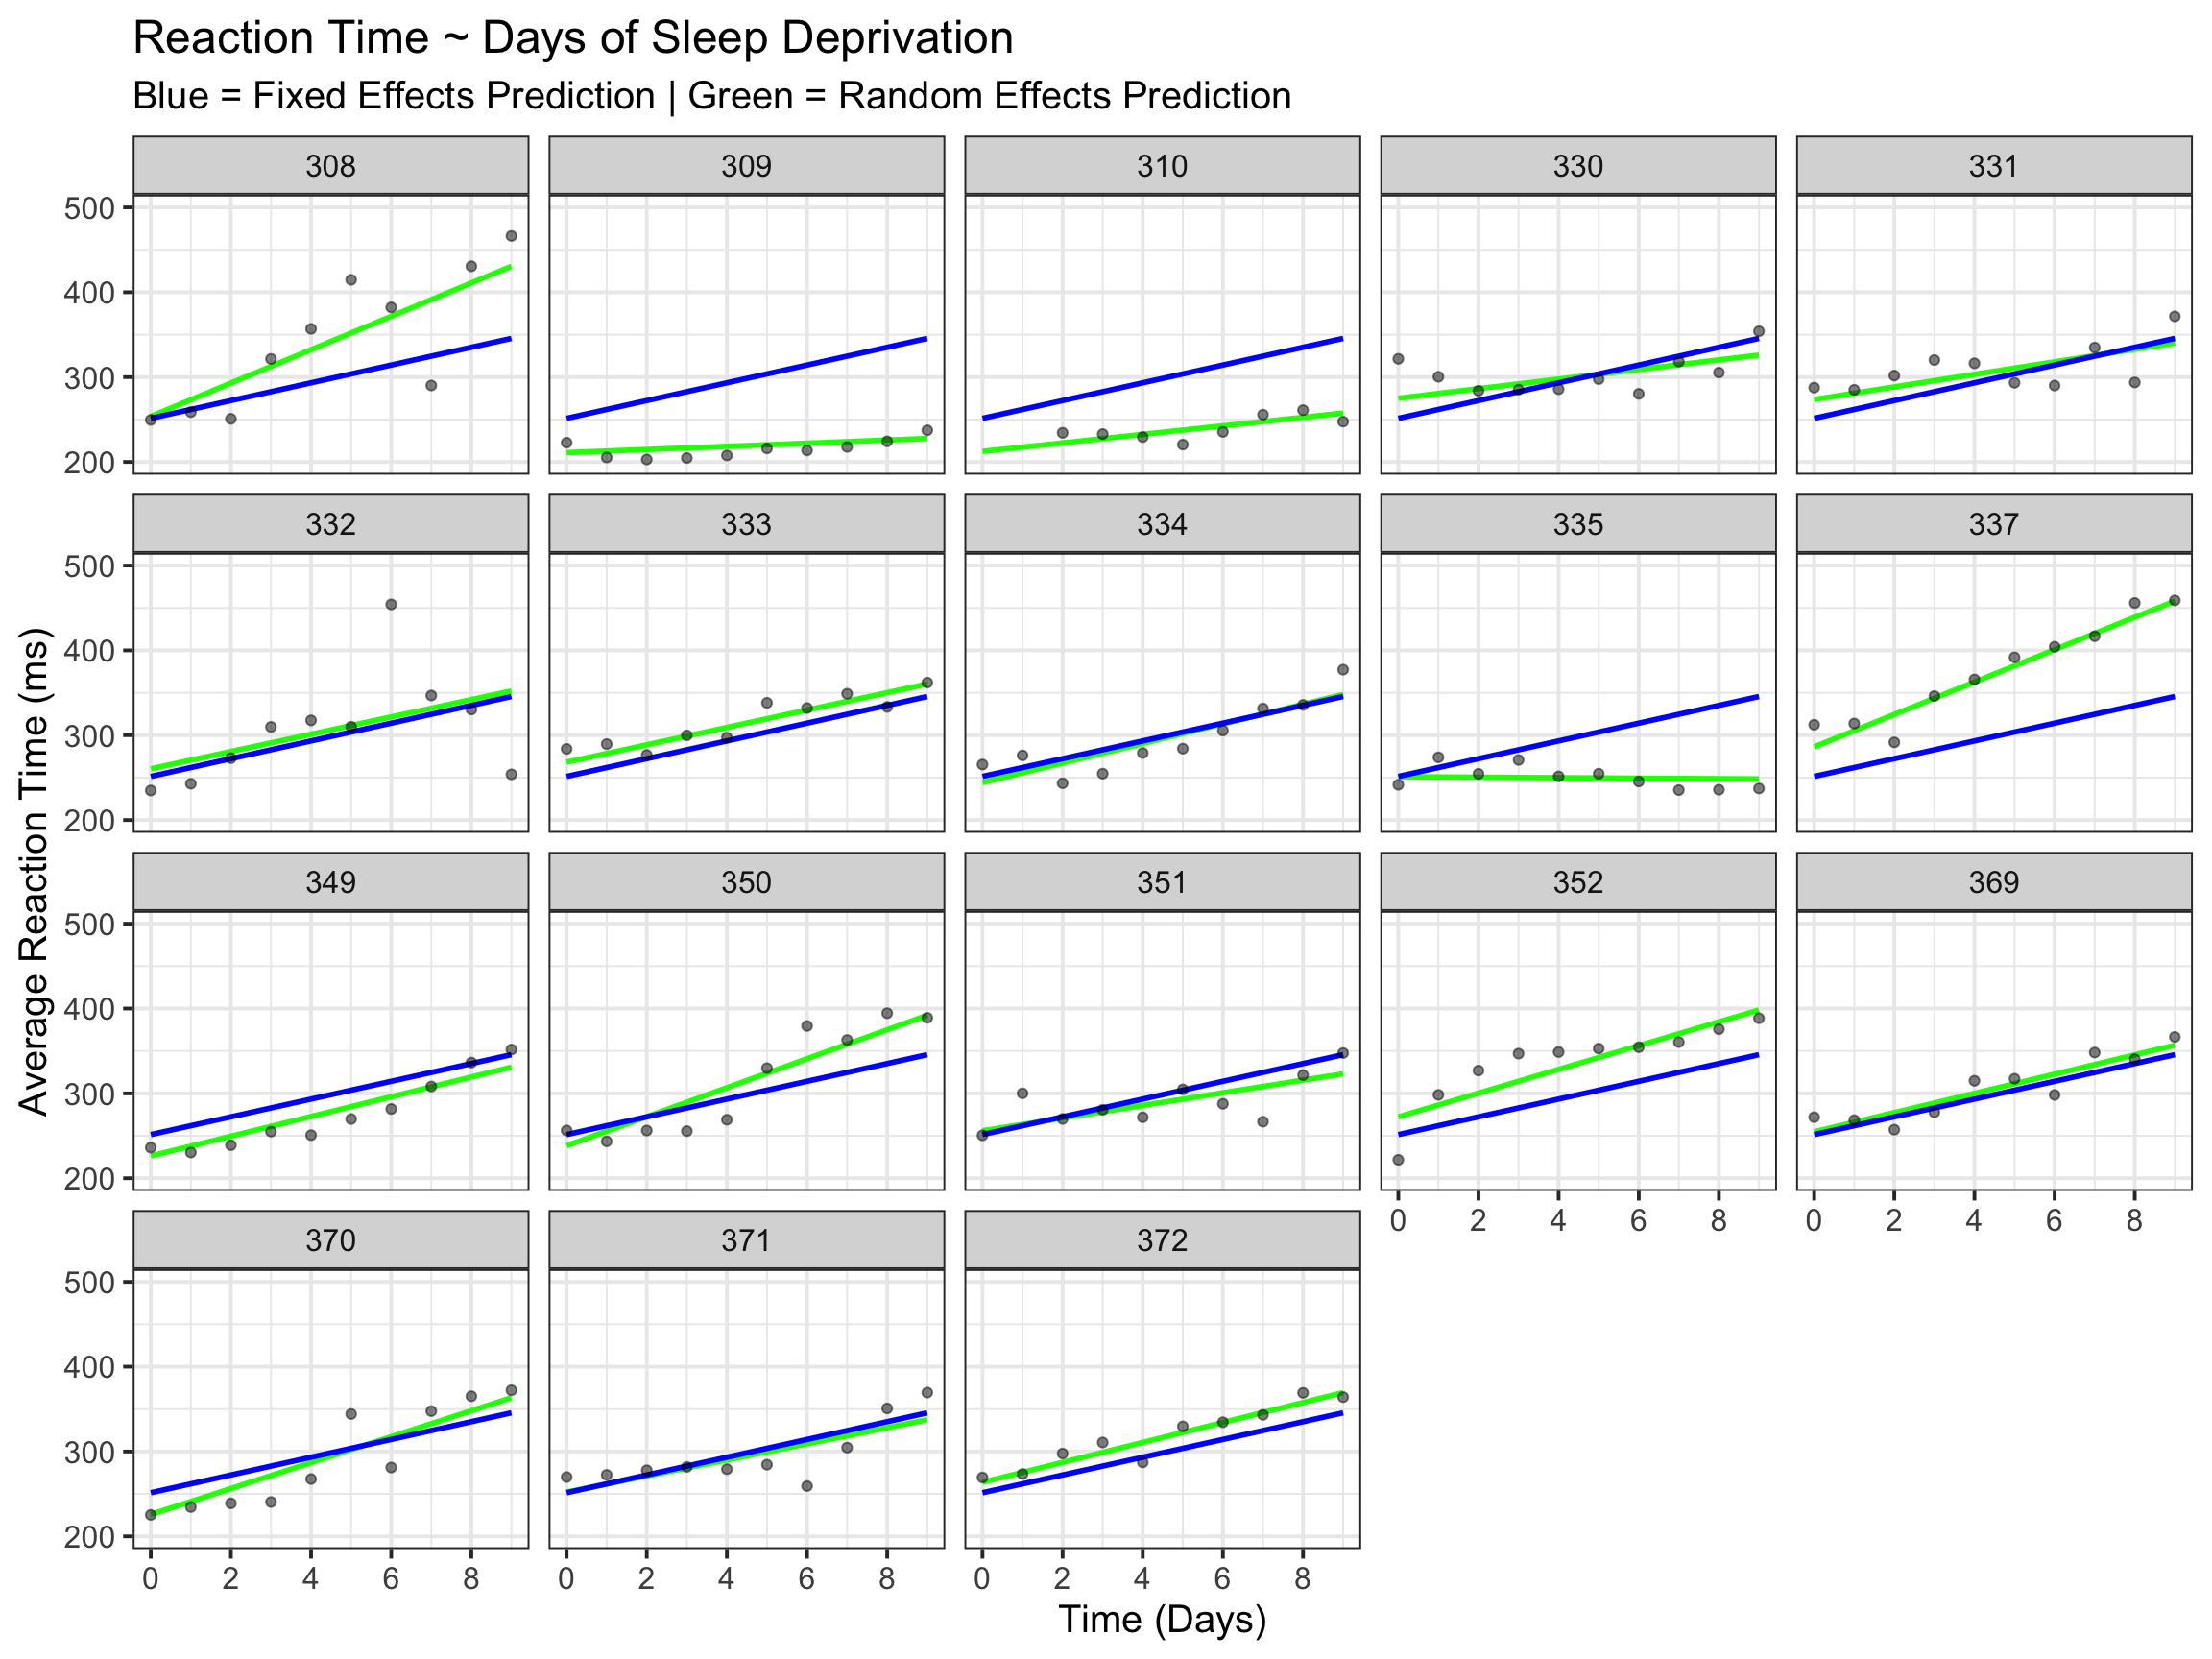 Reaction Time ~ Days of Sleep Deprivation
Blue = Fixed Effects Prediction | Green = Random Effects Prediction
308 309 310 330 331
500
400
300
200
332 333 334 335 337
500
400
300
200
349 350 351 352 369
500
400
300
200
0 2 4 6 8 0 2 4 6 8
370 371 372
500
400
300
200
0 2 4 6 8 0 2 4 6 8 0 2 4 6 8
Time (Days)
Average Reaction Time (ms)